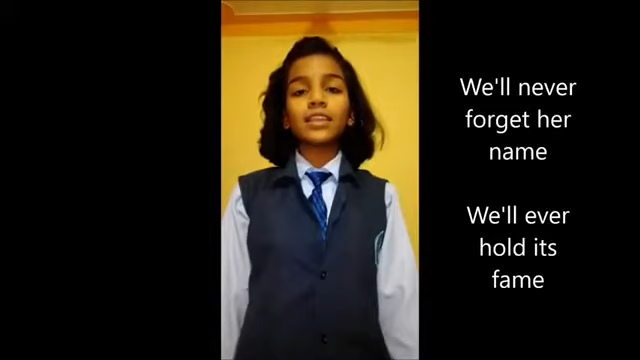 We'll never
forget her
name
We'll ever
hold its
fame